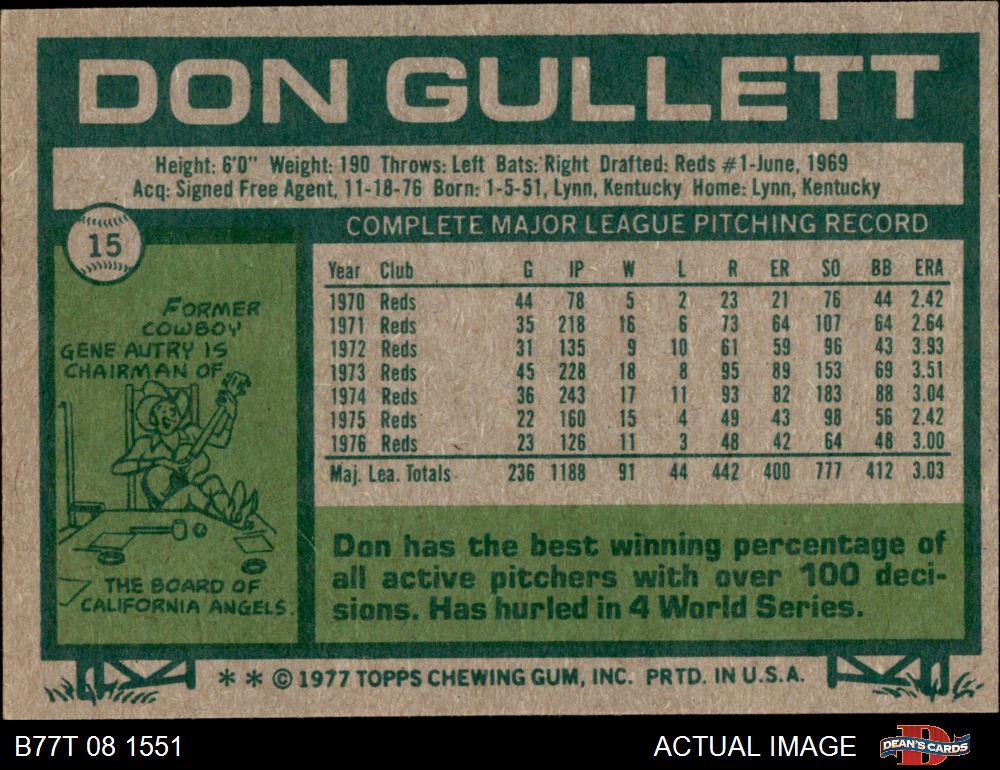 DON GULLETT
Height: 6'0" Weight: 190 Throws: Left Bats: Right Drafted: Reds #1-June, 1969
Acq: Signed Free Agent, 11-18-76 Born: 1-5-51, Lynn, Kentucky Home: Lynn, Kentucky
15
COMPLETE MAJOR LEAGUE PITCHING RECORD
Year Club G IP W L R ER SO BB ERA
1970 Reds 44 78 5 2 23 21 76 44 2.42
1971 Reds 35 218 16 6 73 64 107 64 2.64
1972 Reds 31 135 9 10 61 59 96 43 3.93
1973 Reds 45 228 18 8 95 89 153 69 3.51
1974 Reds 36 243 17 11 93 82 183 88 3.04
1975 Reds 22 160 15 4 49 43 98 56 2.42
1976 Reds 23 126 11 3 48 42 64 48 3.00
Maj. Lea. Totals 236 1188 91 44 442 400 777 412 3.03
FORMER
COWBOY
GENE AUTRY IS
CHAIRMAN OF
THE BOARD OF
CALIFORNIA ANGELS.
Don has the best winning percentage of
all active pitchers with over 100 deci-
sions. Has hurled in 4 World Series.
* * © 1977 TOPPS CHEWING GUM, INC. PRTD. IN U.S.A.
B77T 08 1551
ACTUAL IMAGE
DEAN'S CARDS